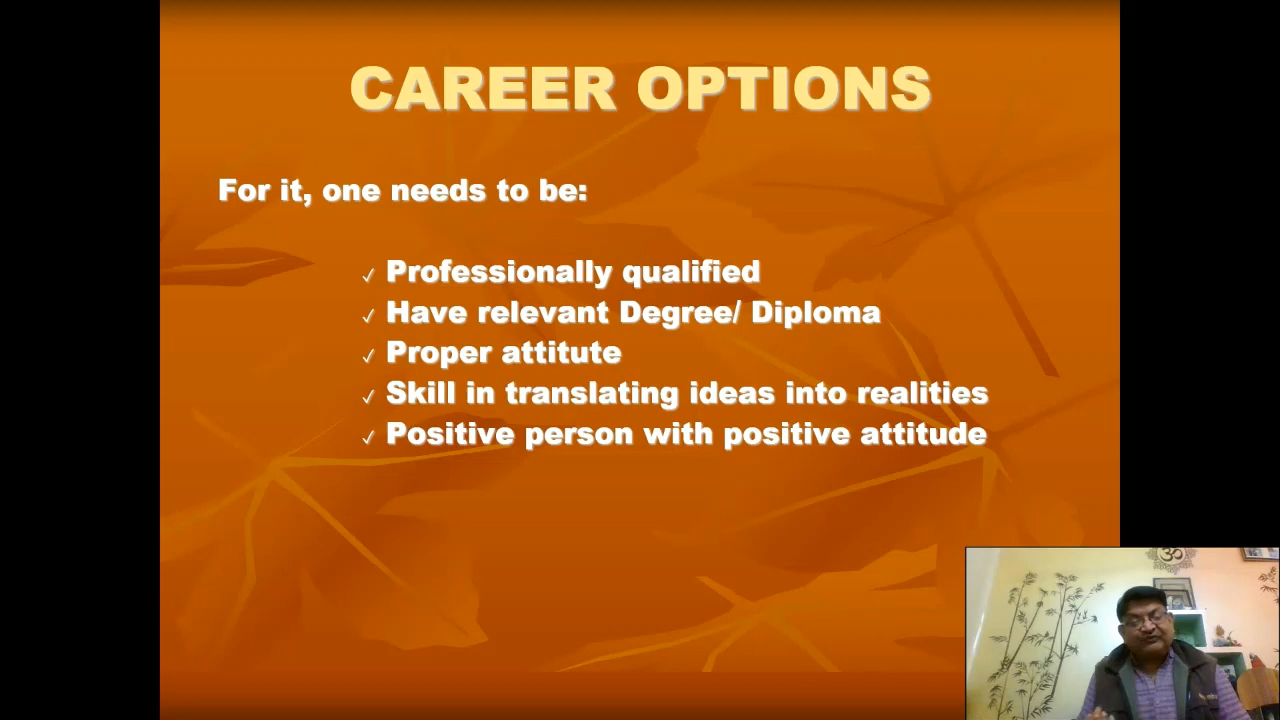 CAREER OPTIONS
For it, one needs to be:
✓ Professionally qualified
✓ Have relevant Degree/ Diploma
✓ Proper attitute
✓ Skill in translating ideas into realities
✓ Positive person with positive attitude
ॐ